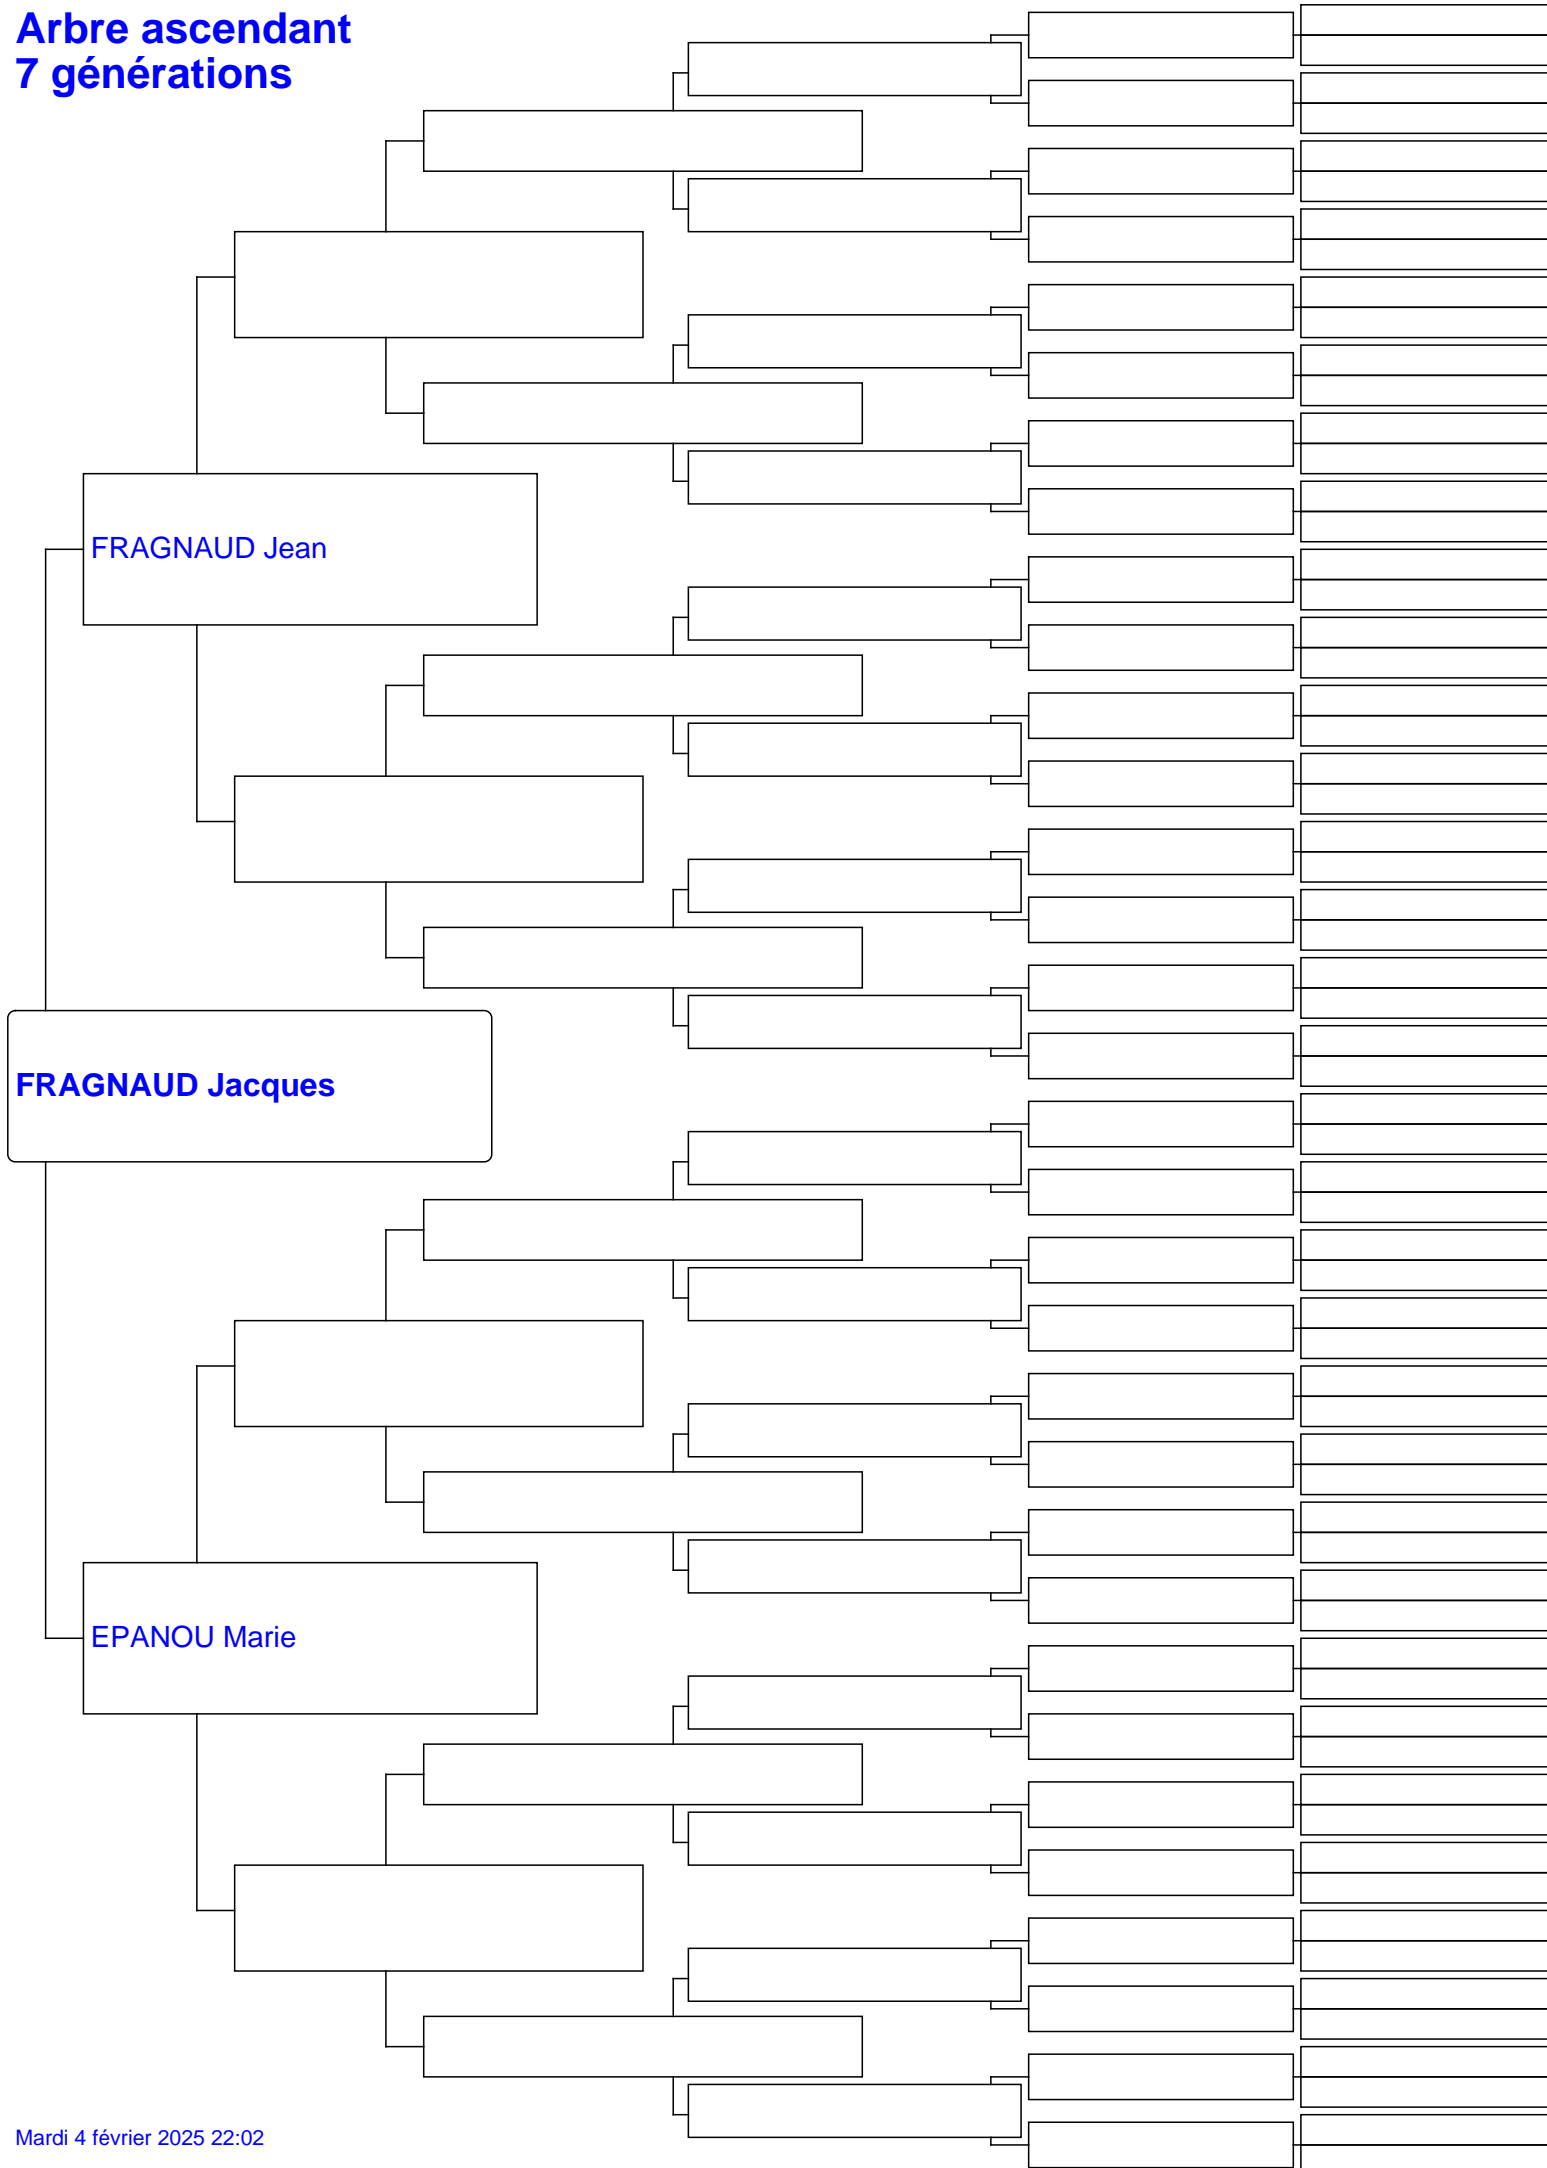 Arbre ascendant
7 générations
FRAGNAUD Jean
FRAGNAUD Jacques
EPANOU Marie
Mardi 4 février 2025 22:02